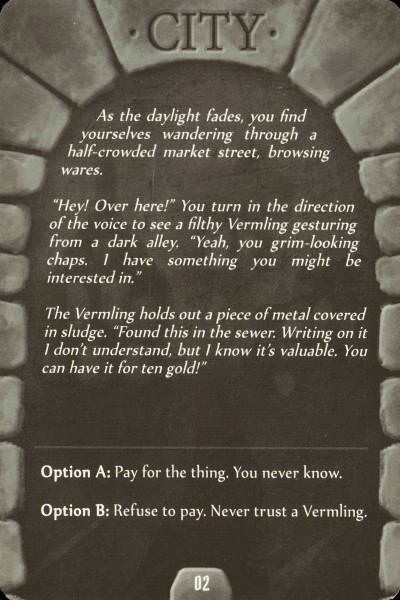 · CITY ·
As the daylight fades, you find
yourselves wandering through a
half-crowded market street, browsing
wares.
“Hey! Over here!” You turn in the direction
of the voice to see a filthy Vermling gesturing
from a dark alley. “Yeah, you grim-looking
chaps. I have something you might be
interested in.”
The Vermling holds out a piece of metal covered
in sludge. “Found this in the sewer. Writing on it
I don’t understand, but I know it’s valuable. You
can have it for ten gold!”
Option A: Pay for the thing. You never know.
Option B: Refuse to pay. Never trust a Vermling.
02